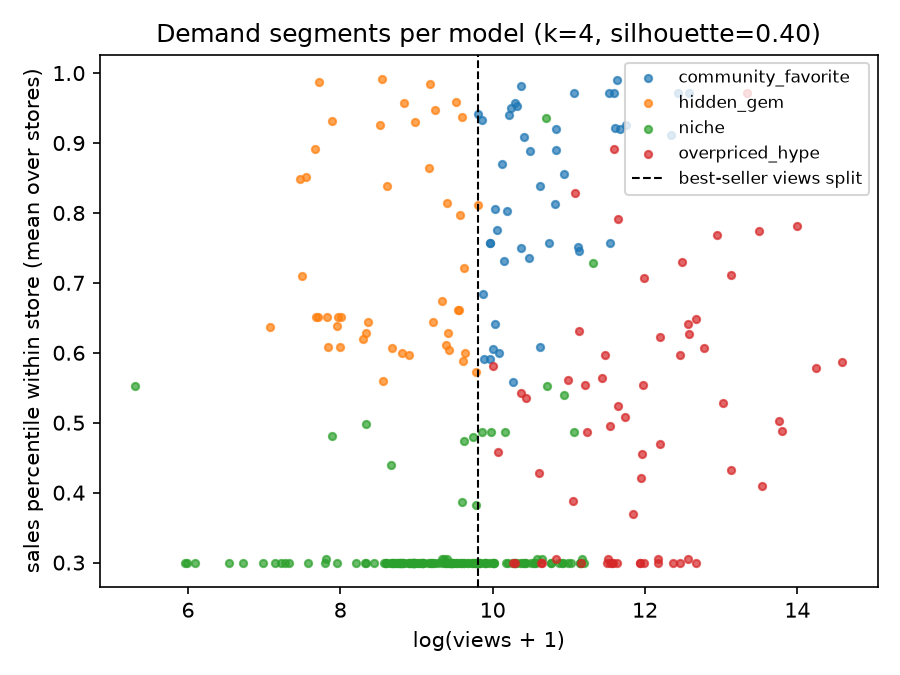 Demand segments per model (k=4, silhouette=0.40)
sales percentile within store (mean over stores)
1.0
0.9
0.8
0.7
0.6
0.5
0.4
0.3
community_favorite
hidden_gem
niche
overpriced_hype
best-seller views split
6 8 10 12 14
log(views + 1)